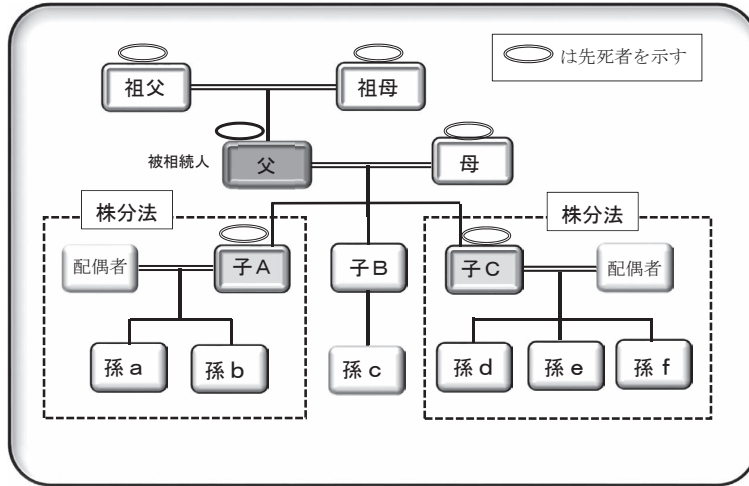 は先死者を示す
祖父
祖母
被相続人
父
母
株分法
株分法
配偶者
子A
子B
子C
配偶者
孫a
孫b
孫c
孫d
孫e
孫f